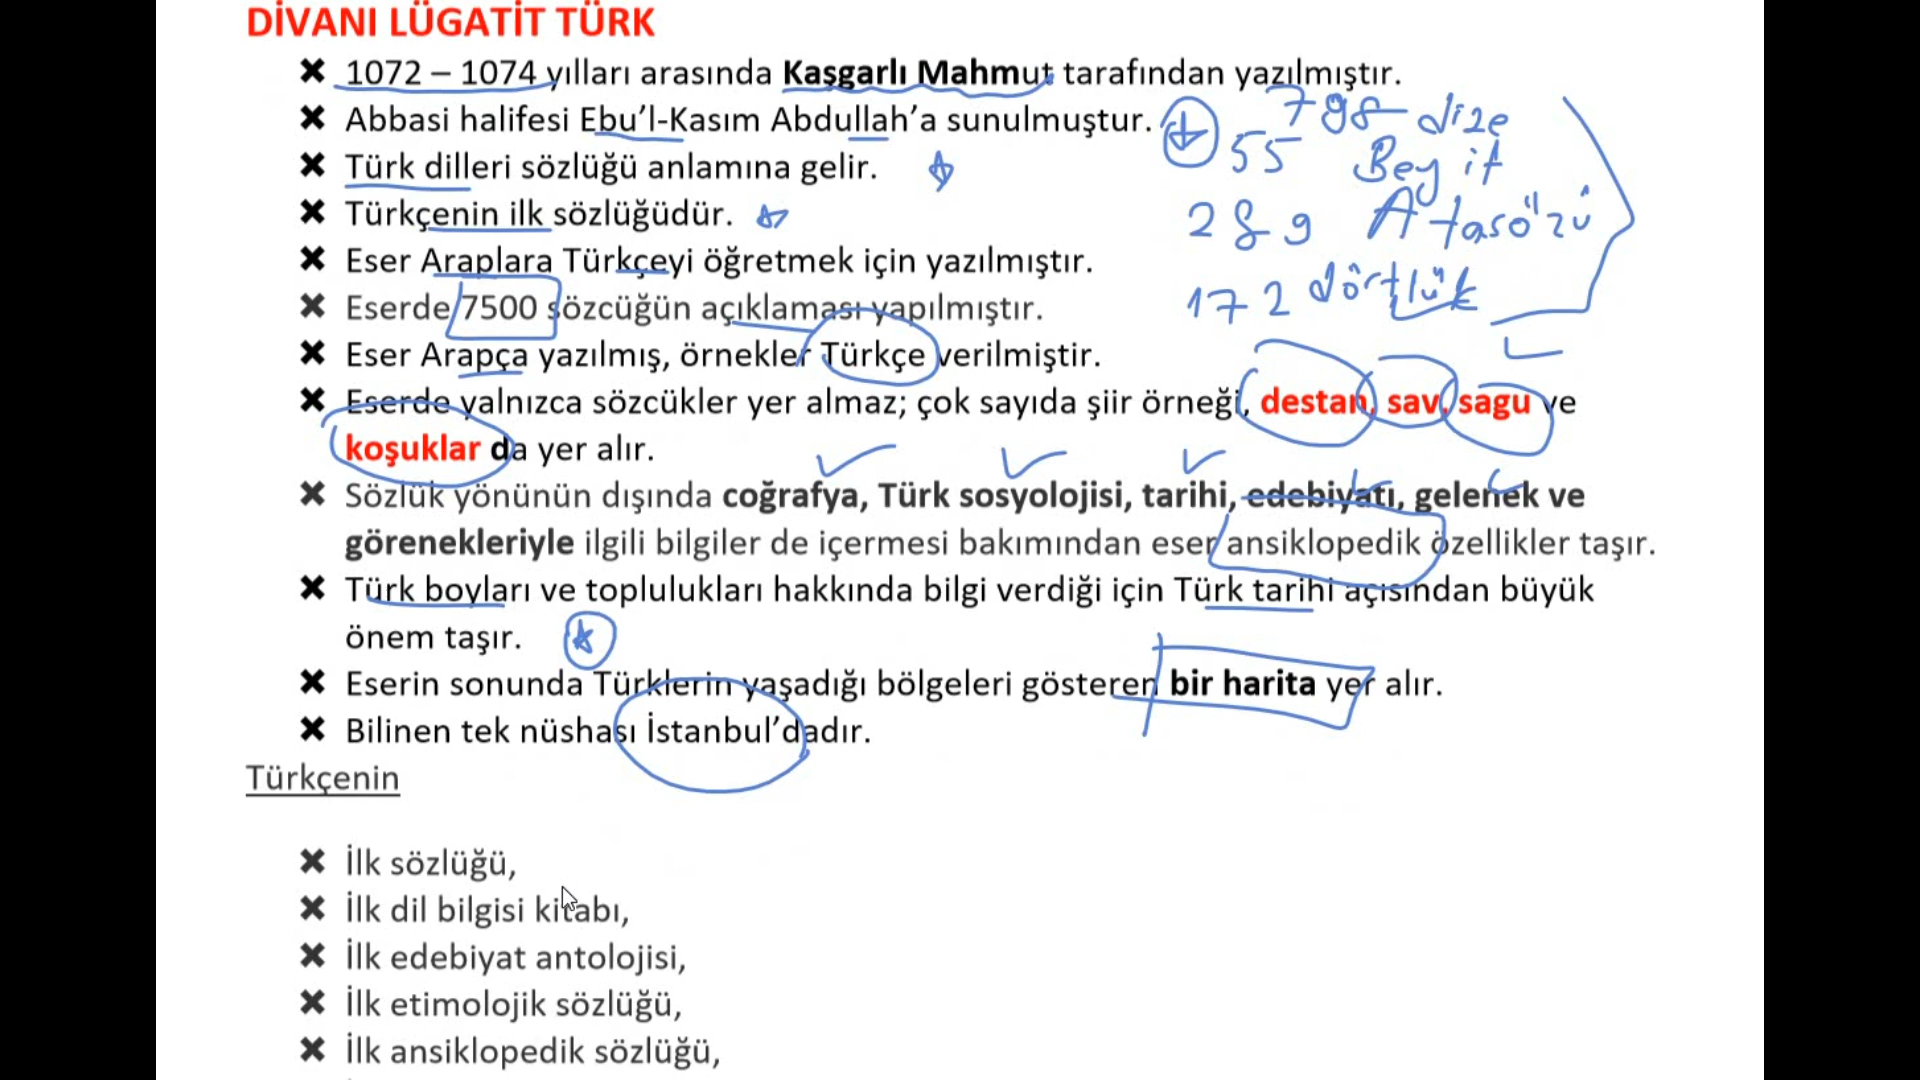 DİVANI LÜGATİT TÜRK
✖ 1072 – 1074 yılları arasında Kaşgarlı Mahmut tarafından yazılmıştır.
✖ Abbasi halifesi Ebu’l-Kasım Abdullah’a sunulmuştur.
798 dize
55 Beyit
✖ Türk dilleri sözlüğü anlamına gelir.
✖ Türkçenin ilk sözlüğüdür.
289 Atasözü
✖ Eser Araplara Türkçeyi öğretmek için yazılmıştır.
✖ Eserde 7500 sözcüğün açıklaması yapılmıştır.
172 dörtlük
✖ Eser Arapça yazılmış, örnekler Türkçe verilmiştir.
✖ Eserde yalnızca sözcükler yer almaz; çok sayıda şiir örneği, destan, sav, sagu ve
koşuklar da yer alır.
✖ Sözlük yönünün dışında coğrafya, Türk sosyolojisi, tarihi, edebiyatı, gelenek ve
görenekleriyle ilgili bilgiler de içermesi bakımından eser ansiklopedik özellikler taşır.
✖ Türk boyları ve toplulukları hakkında bilgi verdiği için Türk tarihi açısından büyük
önem taşır.
✖ Eserin sonunda Türklerin yaşadığı bölgeleri gösteren bir harita yer alır.
✖ Bilinen tek nüshası İstanbul’dadır.
Türkçenin
✖ İlk sözlüğü,
✖ İlk dil bilgisi kitabı,
✖ İlk edebiyat antolojisi,
✖ İlk etimolojik sözlüğü,
✖ İlk ansiklopedik sözlüğü,